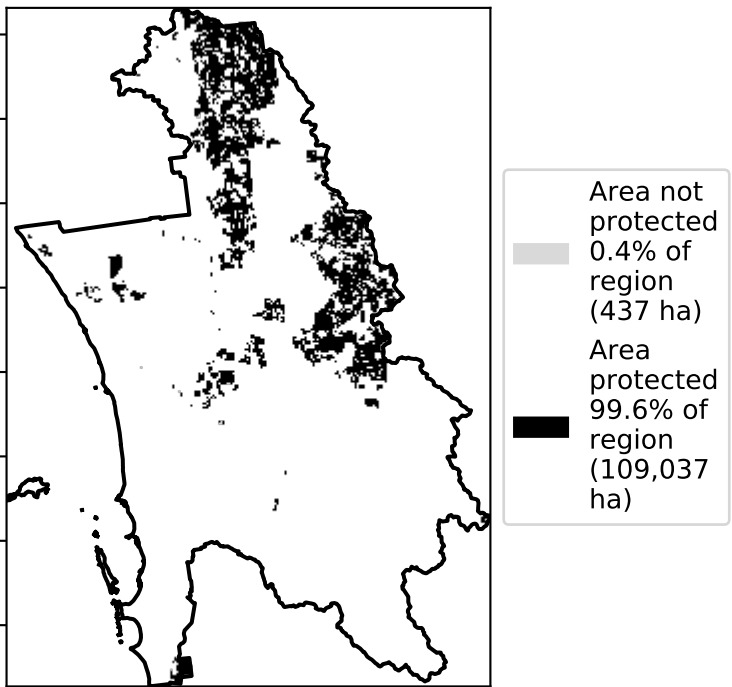 Area not
protected
0.4% of
region
(437 ha)
Area
protected
99.6% of
region
(109,037
ha)